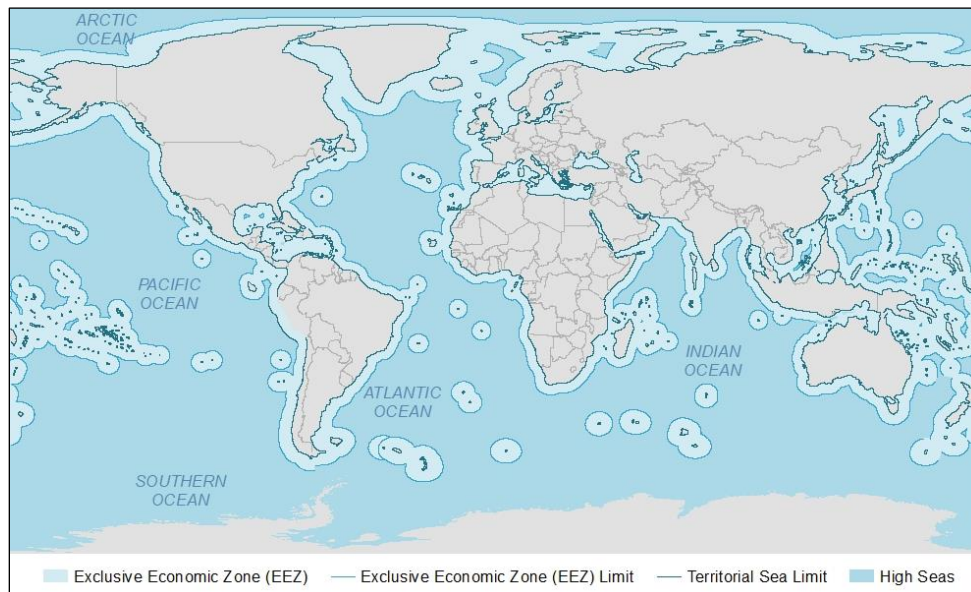 ARCTIC
OCEAN
PACIFIC
OCEAN
INDIAN
OCEAN
ATLANTIC
OCEAN
SOUTHERN
OCEAN
Exclusive Economic Zone (EEZ) Exclusive Economic Zone (EEZ) Limit Territorial Sea Limit High Seas